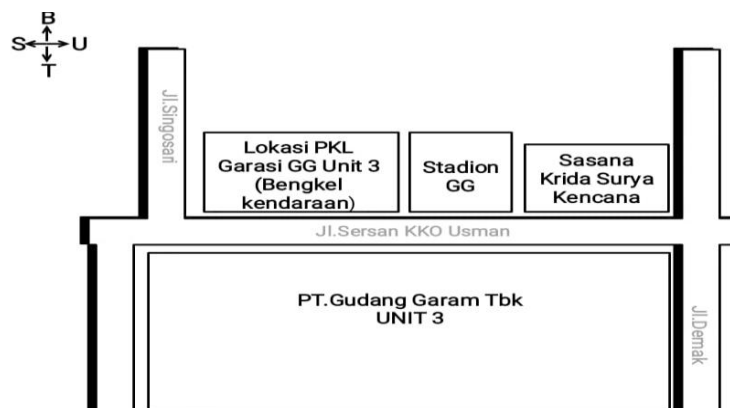 B
S U
T
Jl.Singosari
Lokasi PKL
Garasi GG Unit 3
(Bengkel
kendaraan)
Stadion
GG
Sasana
Krida Surya
Kencana
Jl.Sersan KKO Usman
PT.Gudang Garam Tbk
UNIT 3
Jl.Demak